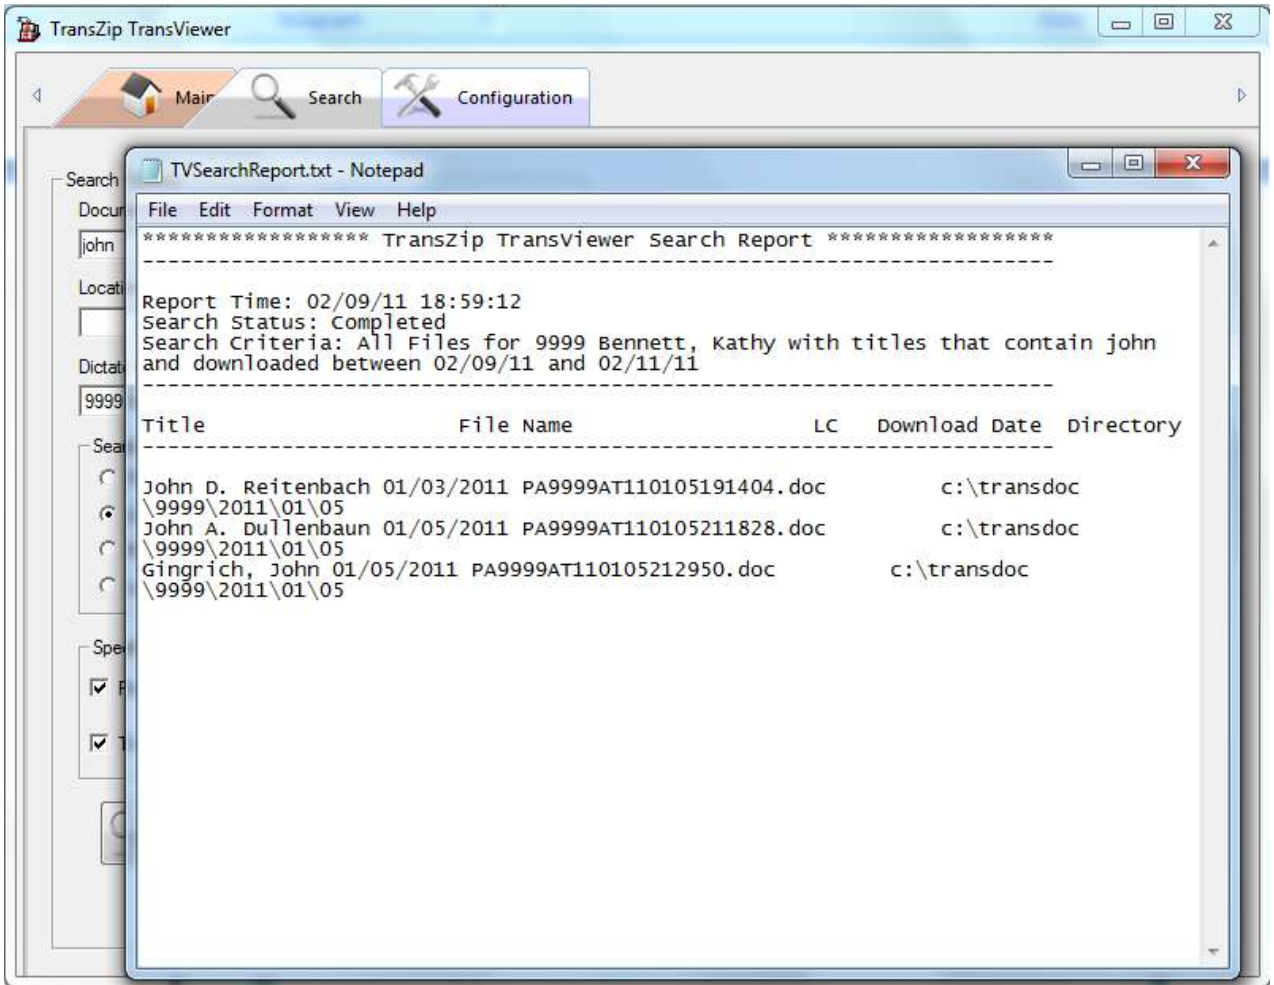 TransZip TransViewer
Main Search Configuration
TVSearchReport.txt - Notepad
File Edit Format View Help
****************** TransZip TransViewer Search Report ******************
------------------------------------------------------------------------
Report Time: 02/09/11 18:59:12
Search Status: Completed
Search Criteria: All Files for 9999 Bennett, Kathy with titles that contain john
and downloaded between 02/09/11 and 02/11/11
------------------------------------------------------------------------
Title File Name LC Download Date Directory
------------------------------------------------------------------------
John D. Reitenbach 01/03/2011 PA9999AT110105191404.doc c:\transdoc
\9999\2011\01\05
John A. Dullenbaun 01/05/2011 PA9999AT110105211828.doc c:\transdoc
\9999\2011\01\05
Gingrich, John 01/05/2011 PA9999AT110105212950.doc c:\transdoc
\9999\2011\01\05
Search
john
9999